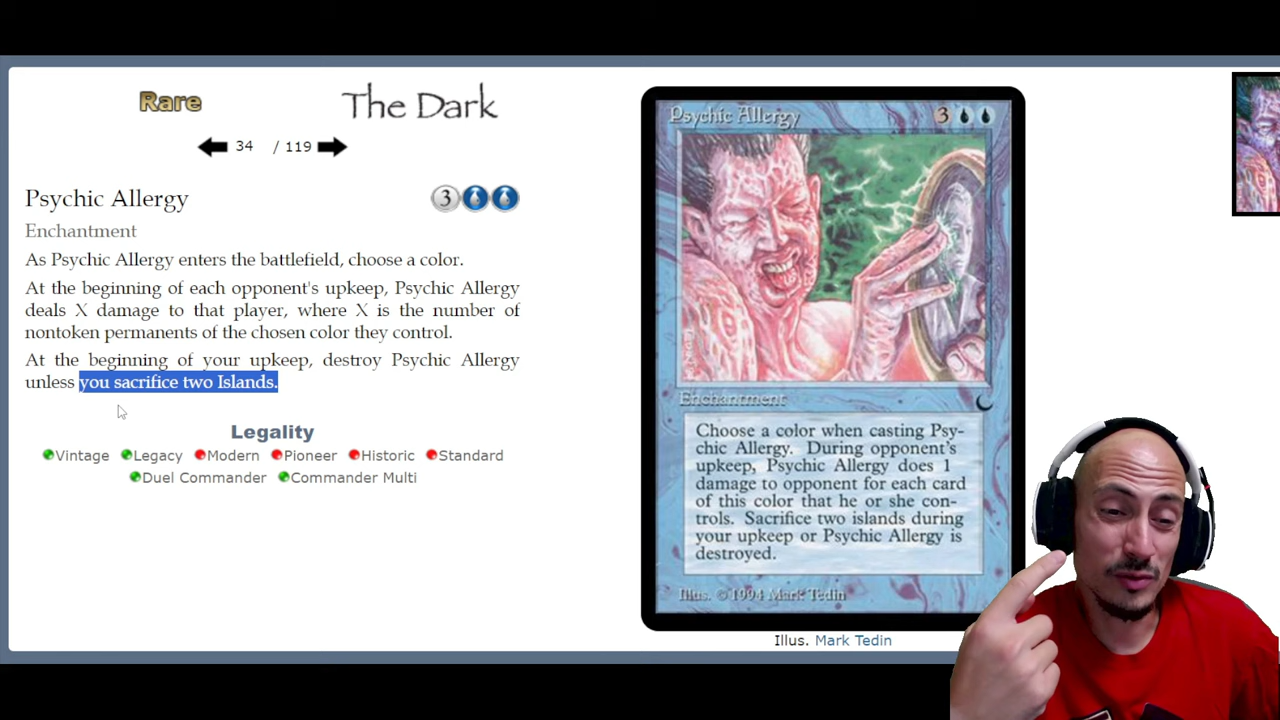 Rare
The Dark
34 / 119
Psychic Allergy
3
Enchantment
As Psychic Allergy enters the battlefield, choose a color.
At the beginning of each opponent's upkeep, Psychic Allergy
deals X damage to that player, where X is the number of
nontoken permanents of the chosen color they control.
At the beginning of your upkeep, destroy Psychic Allergy
unless you sacrifice two Islands.
Legality
Vintage Legacy Modern Pioneer Historic Standard
Duel Commander Commander Multi
Psychic Allergy 3
Enchantment
Choose a color when casting Psy-
chic Allergy. During opponent's
upkeep, Psychic Allergy does 1
damage to opponent for each card
of this color that he or she con-
trols. Sacrifice two islands during
your upkeep or Psychic Allergy is
destroyed.
Illus. ©1994 Mark Tedin
Illus. Mark Tedin